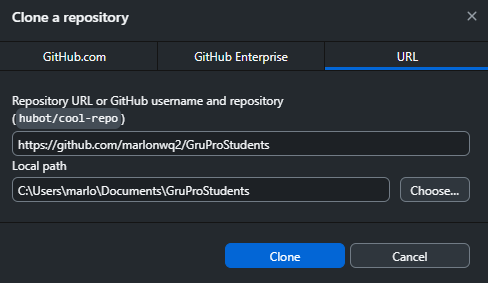 Clone a repository
GitHub.com
GitHub Enterprise
URL
Repository URL or GitHub username and repository
(hubot/cool-repo)
https://github.com/marlonwq2/GruProStudents
Local path
C:\Users\marlo\Documents\GruProStudents
Choose...
Clone
Cancel